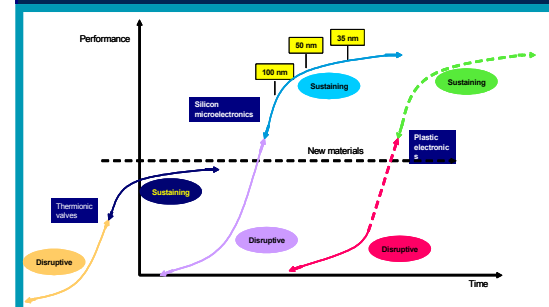 Performance
50 nm
35 nm
100 nm
Sustaining
Sustaining
Silicon
microelectronics
New materials
Plastic
electronic
s
Thermionic
valves
Sustaining
Disruptive
Disruptive
Disruptive
Time